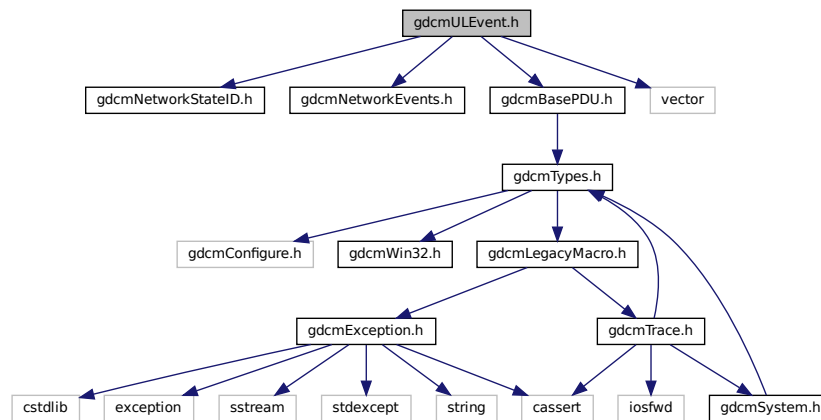 gdcmULEvent.h
gdcmNetworkStateID.h
gdcmNetworkEvents.h
gdcmBasePDU.h
vector
gdcmTypes.h
gdcmConfigure.h
gdcmWin32.h
gdcmLegacyMacro.h
gdcmException.h
gdcmTrace.h
cstdlib
exception
sstream
stdexcept
string
cassert
iosfwd
gdcmSystem.h